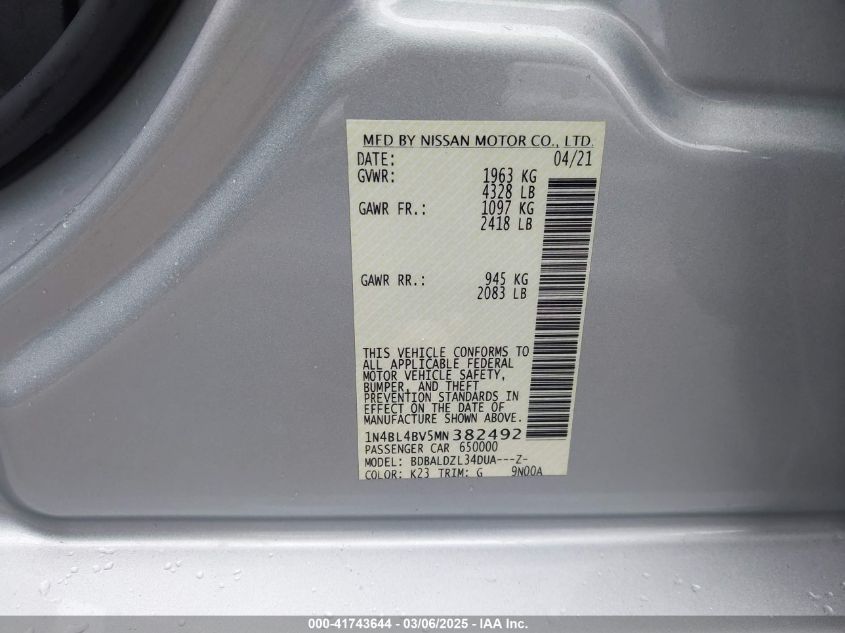 MFD BY NISSAN MOTOR CO., LTD.
DATE: 04/21
GVWR: 1963 KG
4328 LB
GAWR FR.: 1097 KG
2418 LB
GAWR RR.: 945 KG
2083 LB
THIS VEHICLE CONFORMS TO
ALL APPLICABLE FEDERAL
MOTOR VEHICLE SAFETY,
BUMPER, AND THEFT
PREVENTION STANDARDS IN
EFFECT ON THE DATE OF
MANUFACTURE SHOWN ABOVE.
1N4BL4BV5MN382492
PASSENGER CAR 650000
MODEL: BDBALDZL34DUA---Z-
COLOR: K23 TRIM: G 9N00A
000-41743644 - 03/06/2025 - IAA Inc.